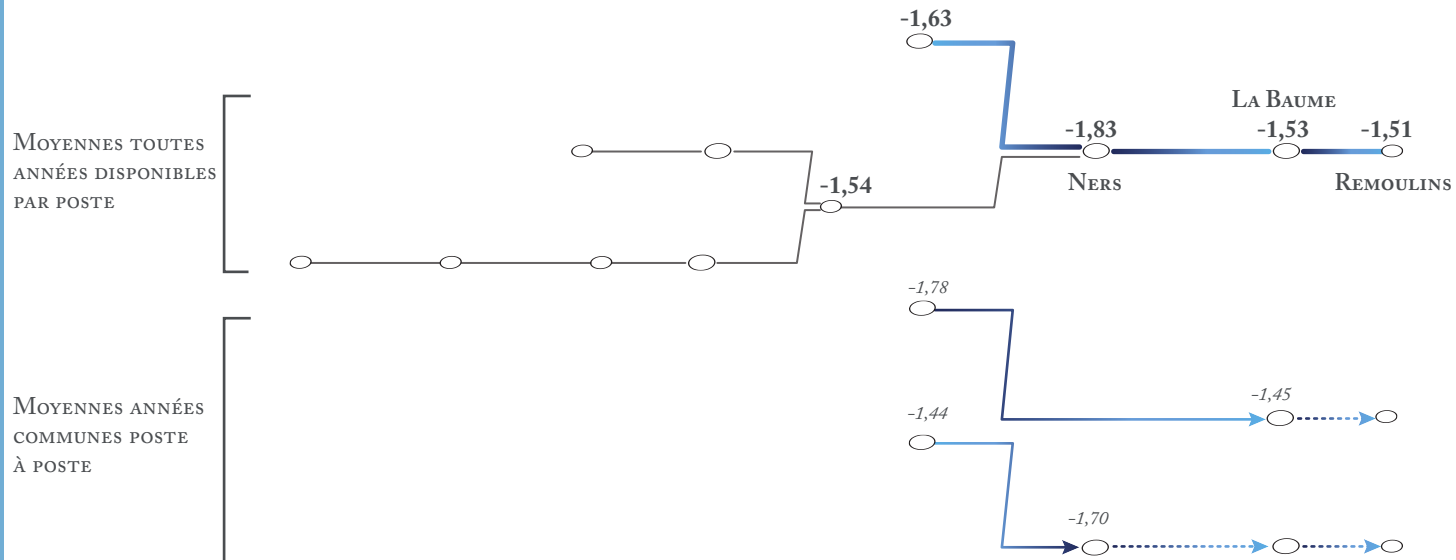 -1,63
La Baume
-1,83
-1,53
-1,51
Ners
Remoulins
Moyennes toutes
années disponibles
par poste
-1,54
-1,78
Moyennes années
communes poste
à poste
-1,45
-1,44
-1,70